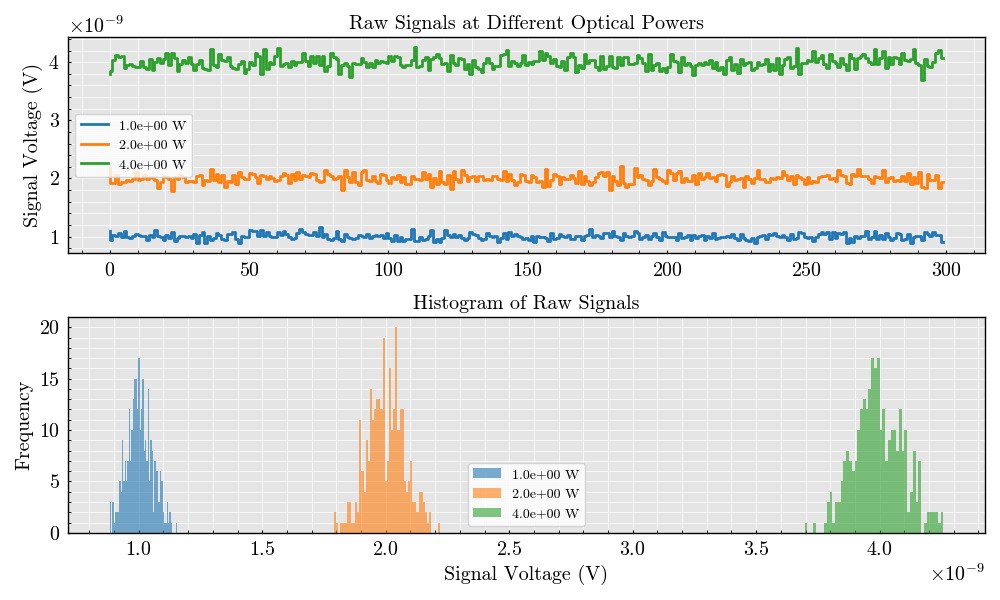 ×10⁻⁹
Raw Signals at Different Optical Powers
Signal Voltage (V)
4
3
2
1
1.0e+00 W
2.0e+00 W
4.0e+00 W
0 50 100 150 200 250 300
Histogram of Raw Signals
Frequency
20
15
10
5
0
1.0e+00 W
2.0e+00 W
4.0e+00 W
1.0 1.5 2.0 2.5 3.0 3.5 4.0
Signal Voltage (V)
×10⁻⁹